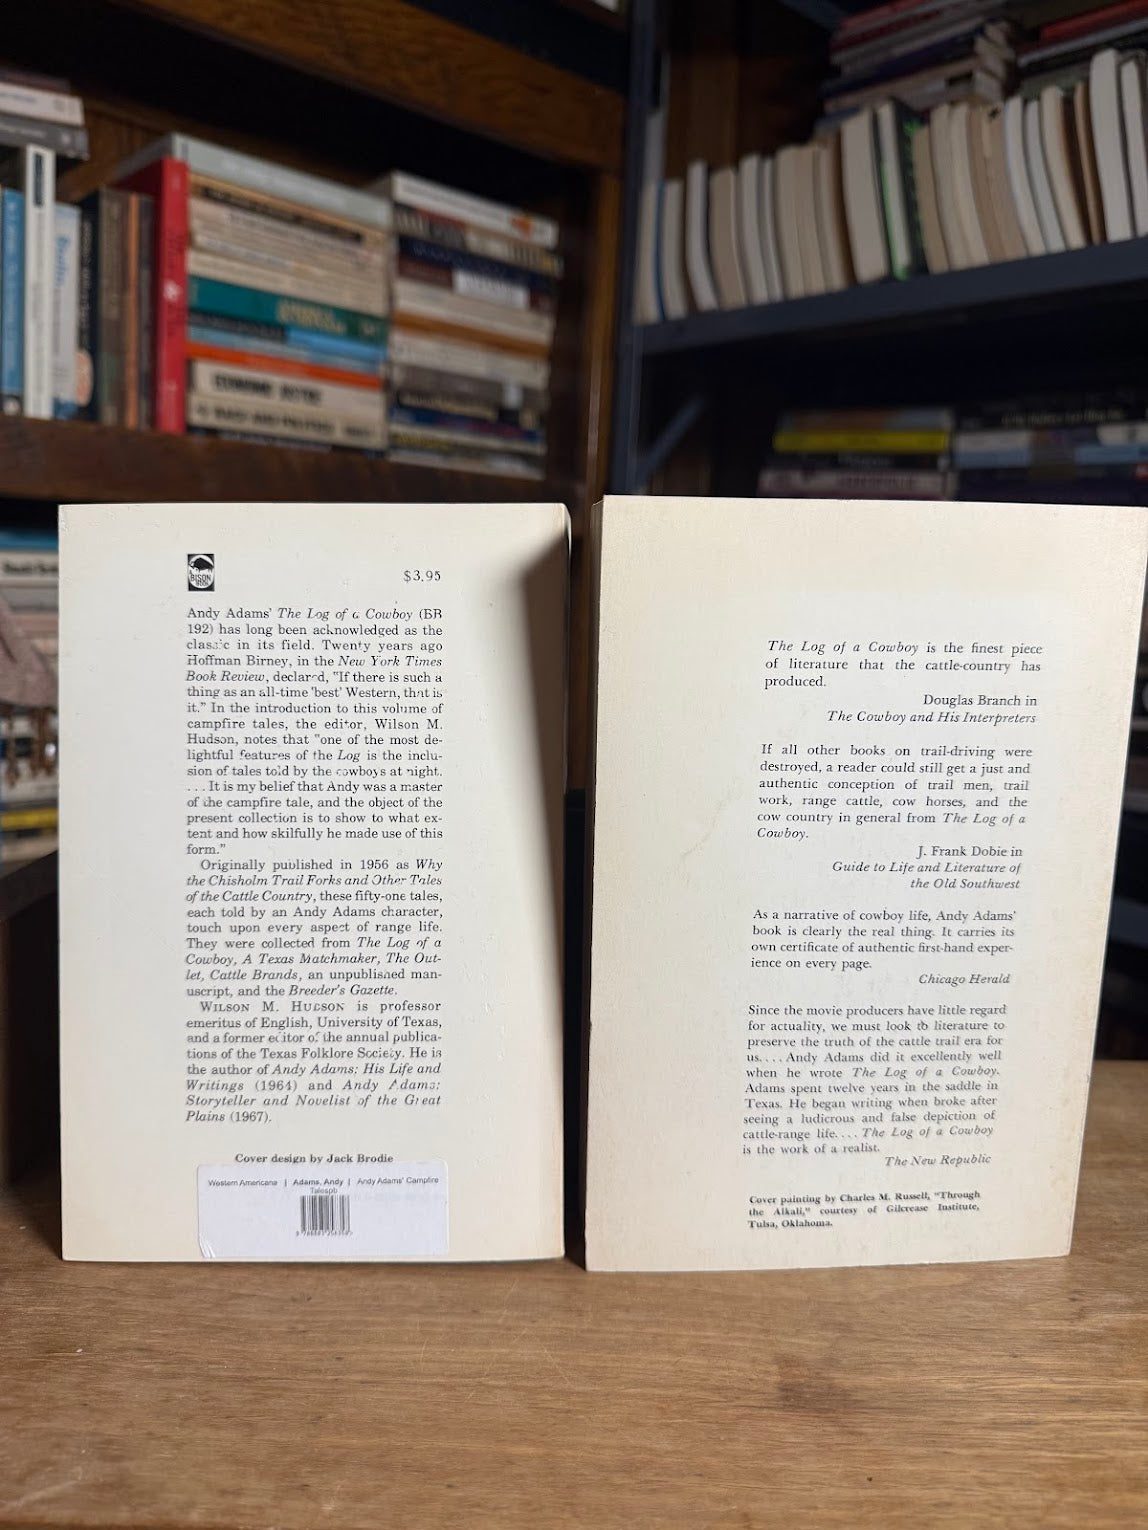 BISON
BOOK
$3.95
Andy Adams' The Log of a Cowboy (BB
192) has long been acknowledged as the
classic in its field. Twenty years ago
Hoffman Birney, in the New York Times
Book Review, declared, "If there is such a
thing as an all-time 'best' Western, that is
it." In the introduction to this volume of
campfire tales, the editor, Wilson M.
Hudson, notes that "one of the most de-
lightful features of the Log is the inclu-
sion of tales told by the cowboys at night.
. . . It is my belief that Andy was a master
of the campfire tale, and the object of the
present collection is to show to what ex-
tent and how skilfully he made use of this
form."
Originally published in 1956 as Why
the Chisholm Trail Forks and Other Tales
of the Cattle Country, these fifty-one tales,
each told by an Andy Adams character,
touch upon every aspect of range life.
They were collected from The Log of a
Cowboy, A Texas Matchmaker, The Out-
let, Cattle Brands, an unpublished man-
uscript, and the Breeder's Gazette.
WILSON M. HUDSON is professor
emeritus of English, University of Texas,
and a former editor of the annual publica-
tions of the Texas Folklore Society. He is
the author of Andy Adams: His Life and
Writings (1964) and Andy Adams:
Storyteller and Novelist of the Great
Plains (1967).
Cover design by Jack Brodie
Western Americana | Adams, Andy | Andy Adams' Campfire
Talespb
The Log of a Cowboy is the finest piece
of literature that the cattle-country has
produced.
Douglas Branch in
The Cowboy and His Interpreters
If all other books on trail-driving were
destroyed, a reader could still get a just and
authentic conception of trail men, trail
work, range cattle, cow horses, and the
cow country in general from The Log of a
Cowboy.
J. Frank Dobie in
Guide to Life and Literature of
the Old Southwest
As a narrative of cowboy life, Andy Adams'
book is clearly the real thing. It carries its
own certificate of authentic first-hand exper-
ience on every page.
Chicago Herald
Since the movie producers have little regard
for actuality, we must look to literature to
preserve the truth of the cattle trail era for
us. . . . Andy Adams did it excellently well
when he wrote The Log of a Cowboy.
Adams spent twelve years in the saddle in
Texas. He began writing when broke after
seeing a ludicrous and false depiction of
cattle-range life. . . . The Log of a Cowboy
is the work of a realist.
The New Republic
Cover painting by Charles M. Russell, "Through
the Alkali," courtesy of Gilcrease Institute,
Tulsa, Oklahoma.